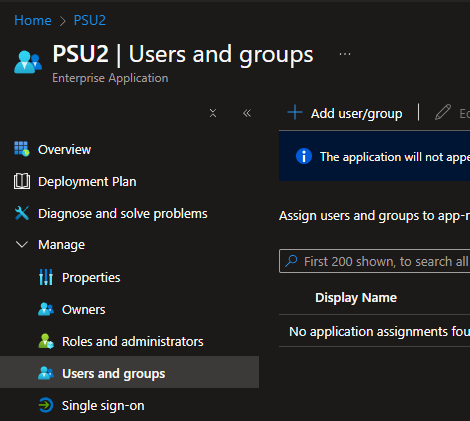 Home > PSU2
PSU2 | Users and groups ...
Enterprise Application
Add user/group
Overview
Deployment Plan
Diagnose and solve problems
Manage
Properties
Owners
Roles and administrators
Users and groups
Single sign-on
The application will not appe
Assign users and groups to app-r
First 200 shown, to search all
Display Name
No application assignments fou